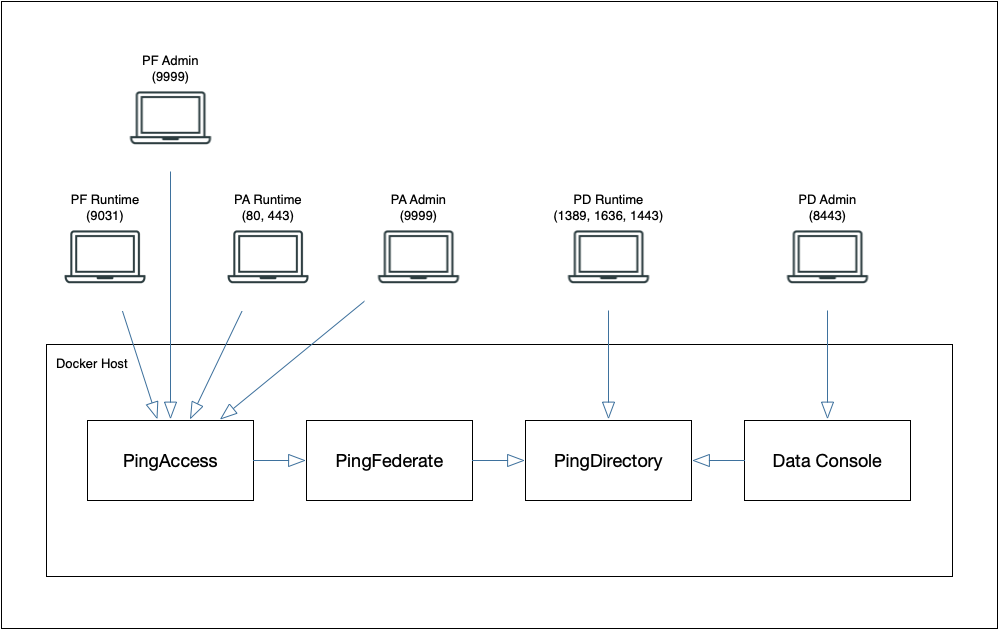 PF Admin
(9999)
PF Runtime
(9031)
PA Runtime
(80, 443)
PA Admin
(9999)
PD Runtime
(1389, 1636, 1443)
PD Admin
(8443)
Docker Host
PingAccess
PingFederate
PingDirectory
Data Console